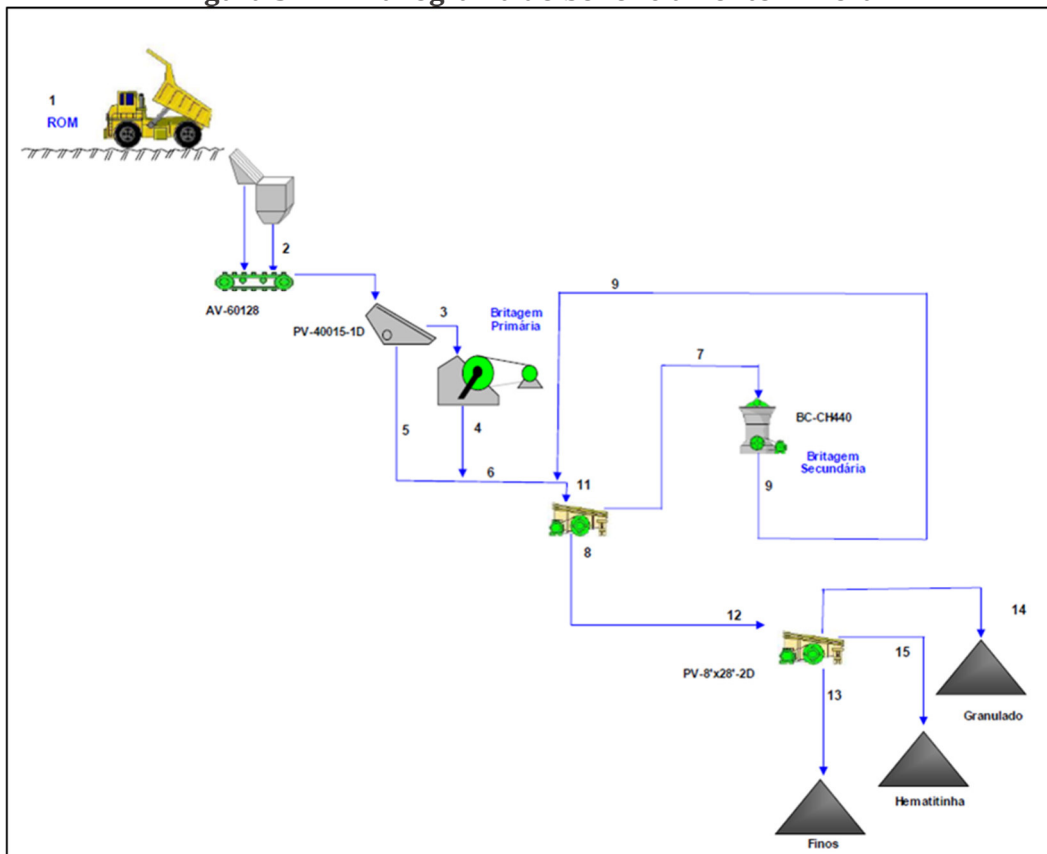 1
ROM
2
AV-60128
PV-40015-1D
3
Britagem
Primária
4
5
6
9
7
BC-CH440
Britagem
Secundária
9
11
8
12
14
15
PV-8'x28'-2D
13
Granulado
Hematitinha
Finos